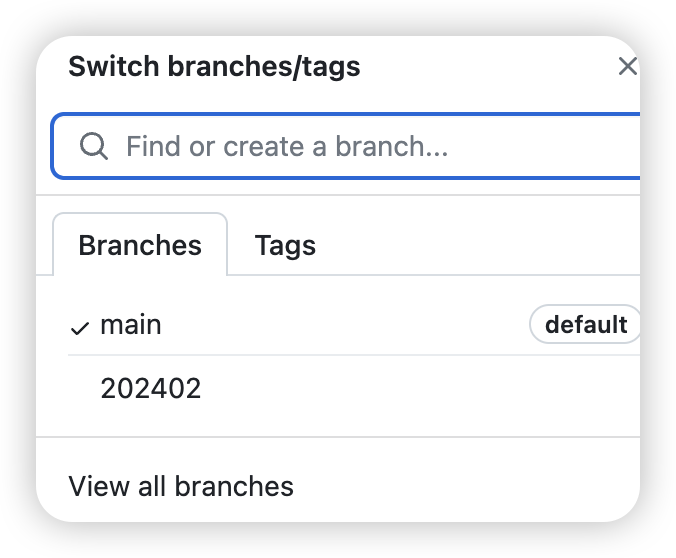 Switch branches/tags
Find or create a branch...
Branches Tags
main default
202402
View all branches